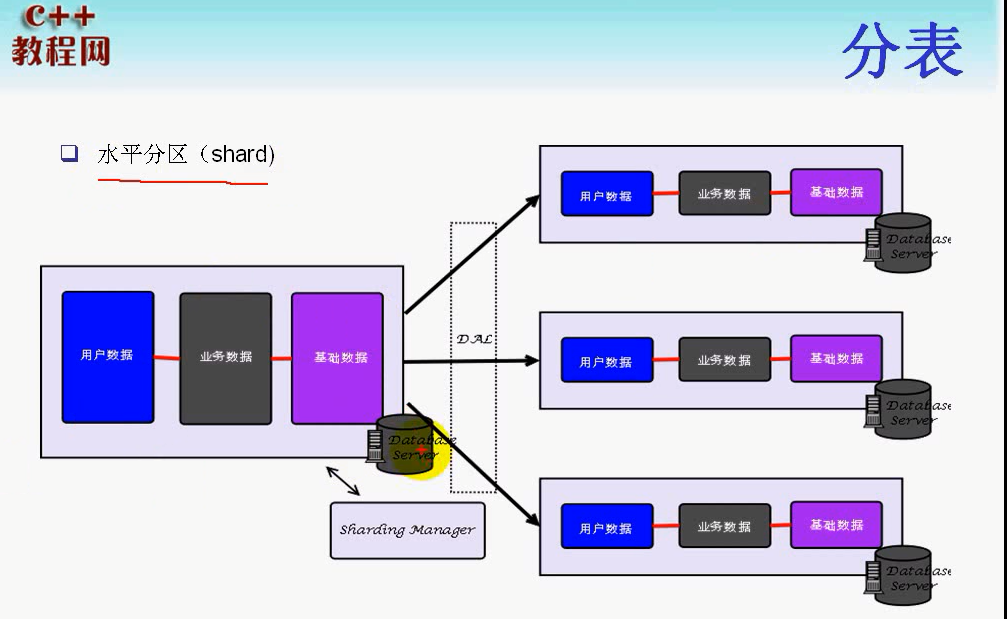 C++
教程网
分表
水平分区（shard)
用户数据
业务数据
基础数据
Database
Server
Sharding Manager
DAL
用户数据
业务数据
基础数据
Database
Server
用户数据
业务数据
基础数据
Database
Server
用户数据
业务数据
基础数据
Database
Server